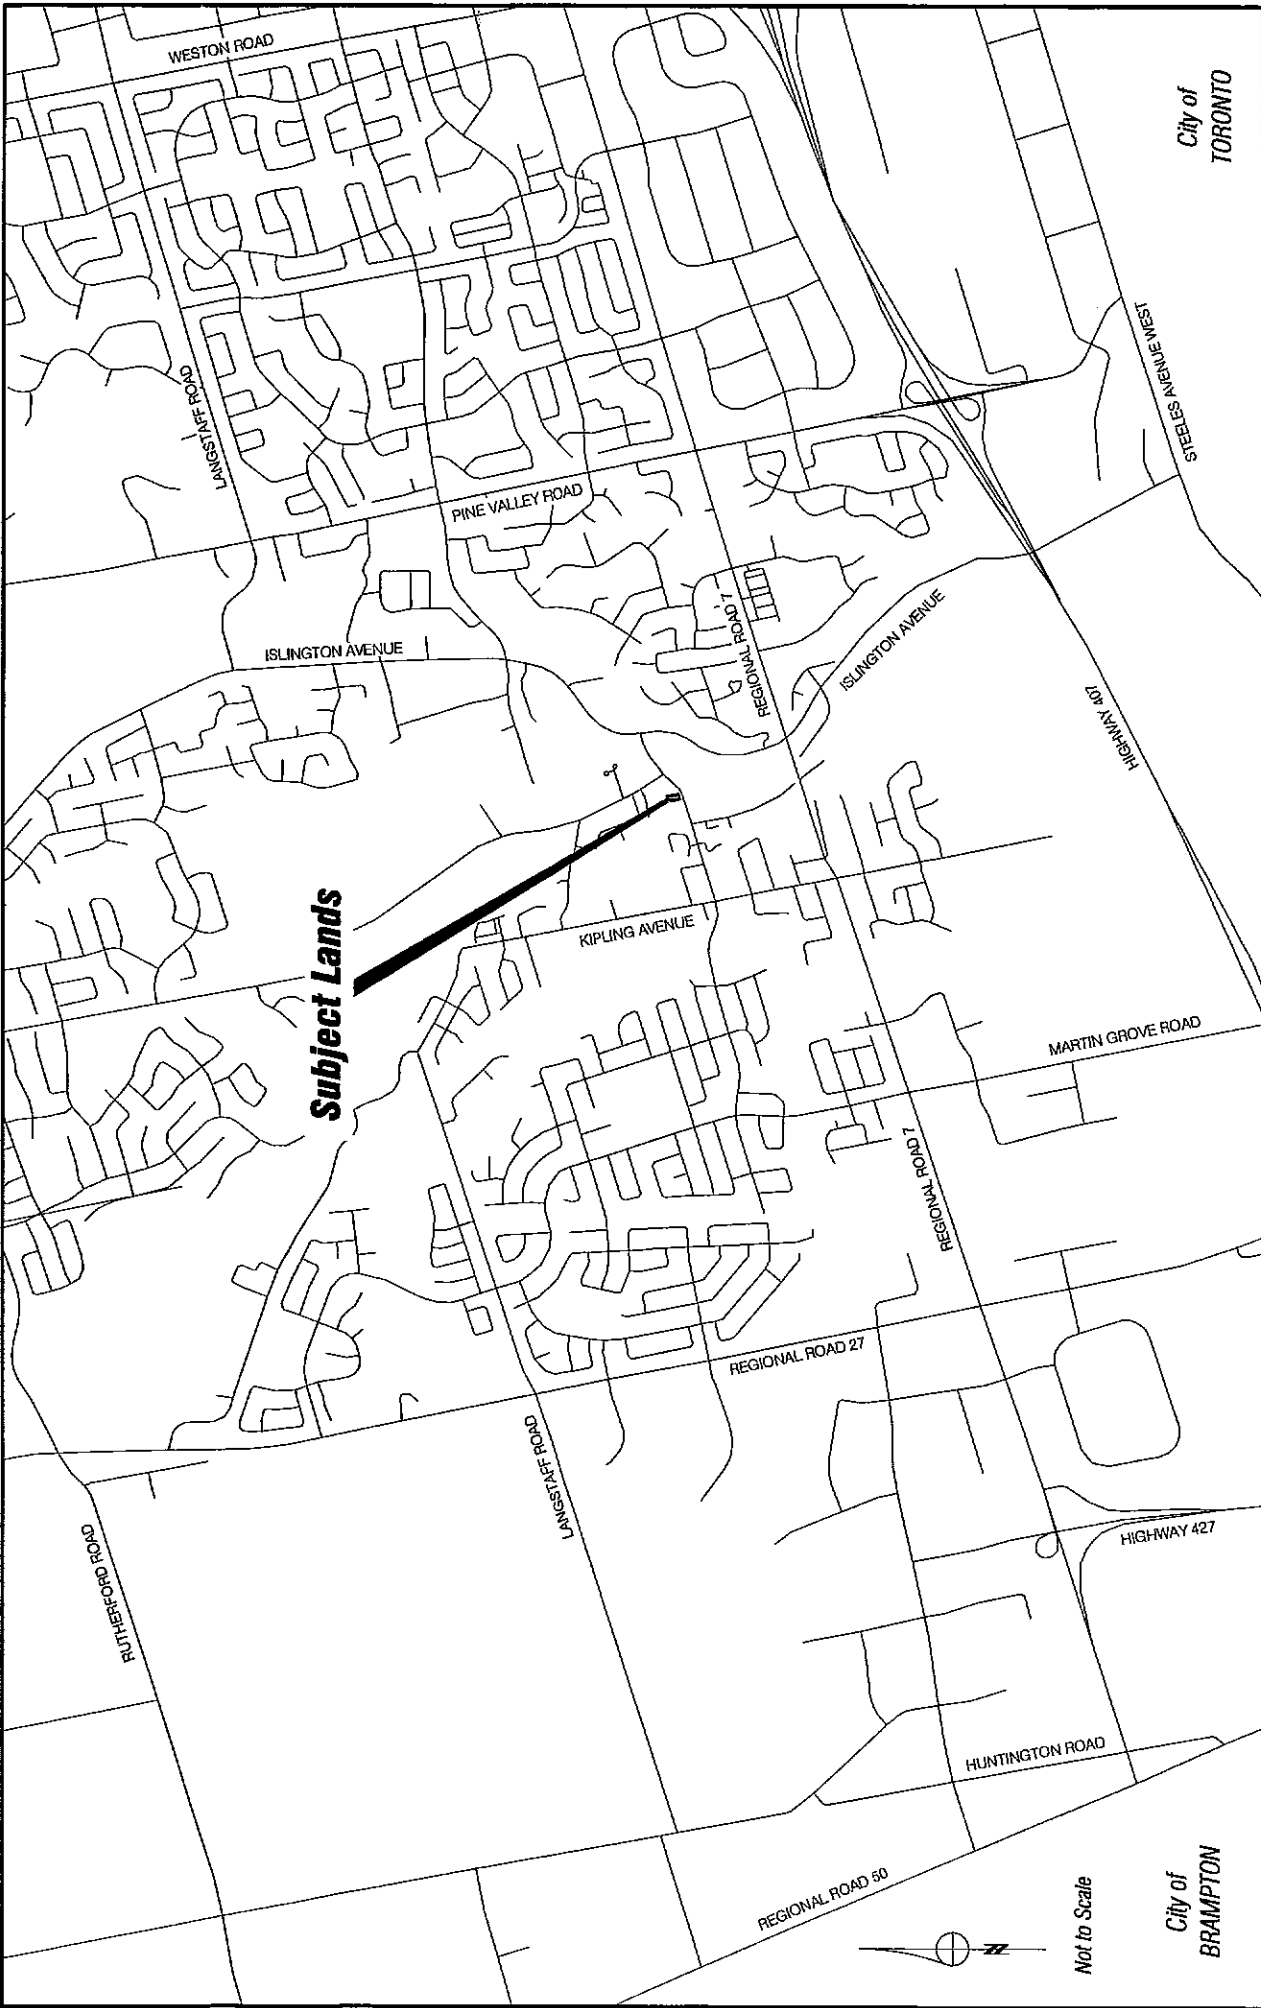 WESTON ROAD
City of
TORONTO
LANGSTAFF ROAD
STEELES AVENUE WEST
PINE VALLEY ROAD
ISLINGTON AVENUE
REGIONAL ROAD 7
ISLINGTON AVENUE
HIGHWAY 407
Subject Lands
KIPLING AVENUE
MARTIN GROVE ROAD
REGIONAL ROAD 7
REGIONAL ROAD 27
LANGSTAFF ROAD
RUTHERFORD ROAD
HIGHWAY 427
HUNTINGTON ROAD
REGIONAL ROAD 50
N
Not to Scale
City of
BRAMPTON